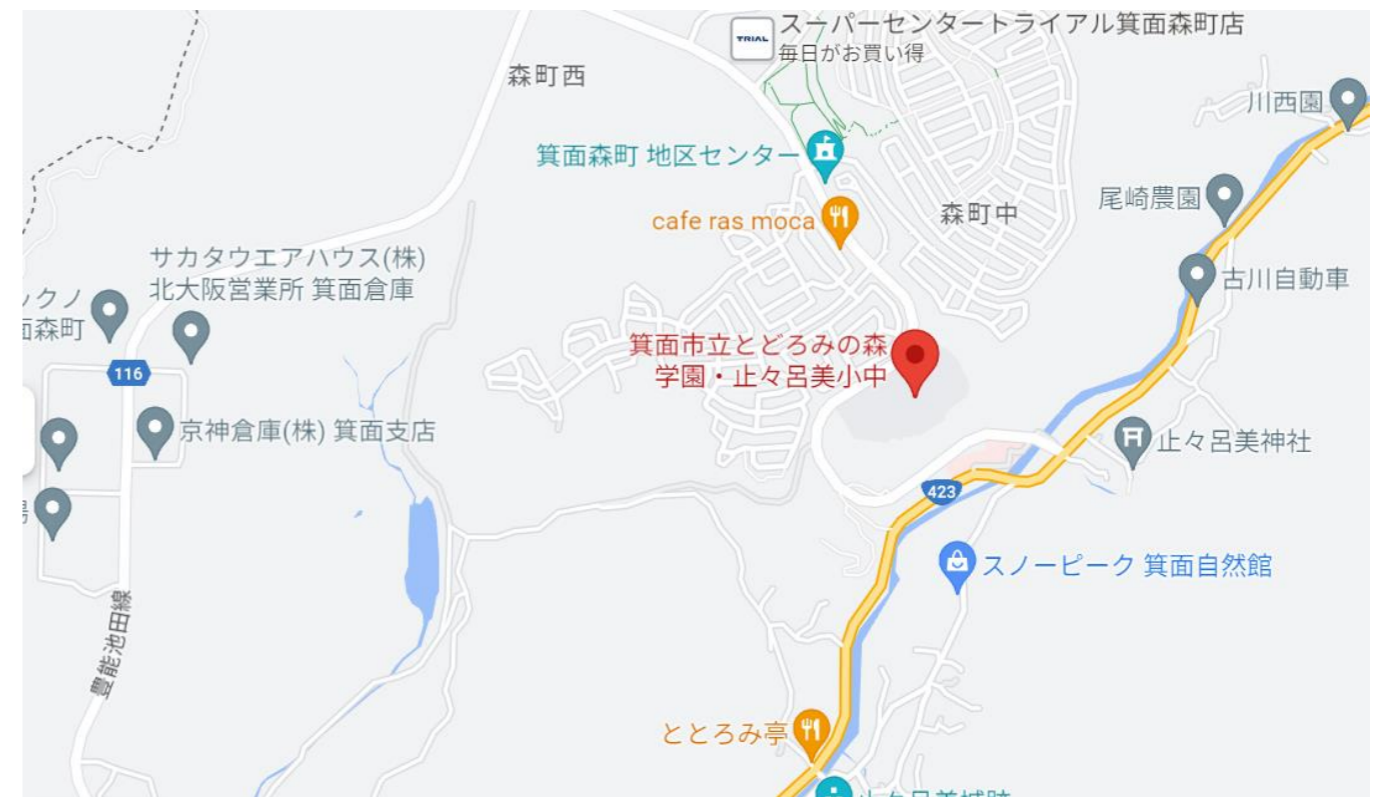 スーパーセンタートライアル箕面森町店
TRIAL
毎日がお買い得
森町西
川西園
箕面森町 地区センター
尾崎農園
cafe ras moca
森町中
サカタウエアハウス(株)
北大阪営業所 箕面倉庫
古川自動車
面森町
箕面市立とどろみの森
学園・止々呂美小中
116
京神倉庫(株) 箕面支店
止々呂美神社
423
スノーピーク 箕面自然館
豊能池田線
ととろみ亭